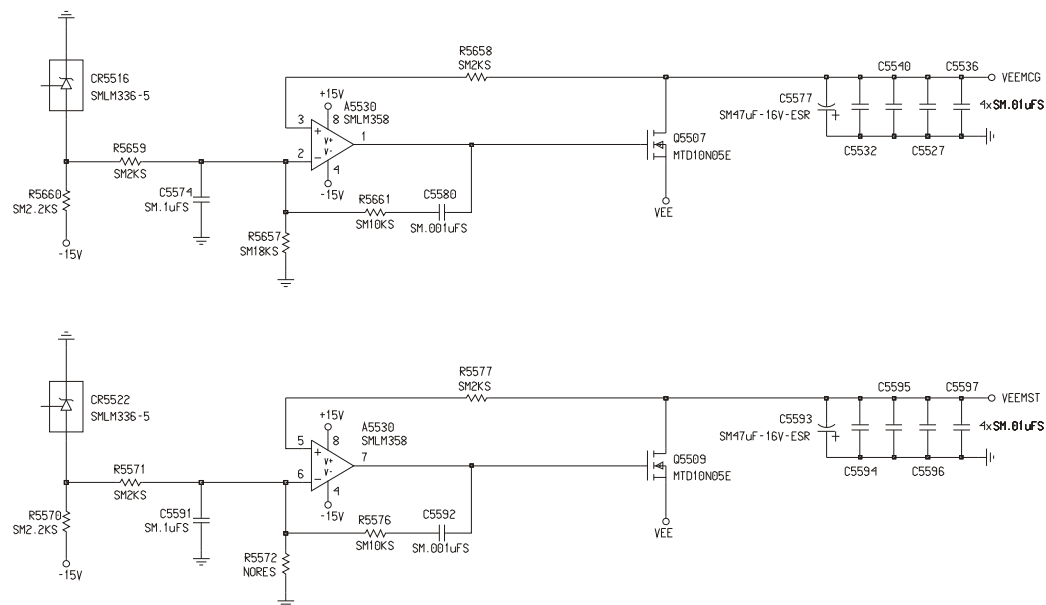 R5658
SM2KS
CR5516
SMLM336-5
+15V
8
A5530
SMLM358
3
+
V+
V-
1
2
-
4
-15V
R5659
SM2KS
R5660
SM2.2KS
-15V
C5574
SM.1uFS
R5661
SM10KS
C5580
SM.001uFS
R5657
SM18KS
Q5507
MTD10N05E
VEE
C5577
SM47uF-16V-ESR
+
C5540
C5536
C5532
C5527
VEEMCG
4xSM.01uFS
R5577
SM2KS
CR5522
SMLM336-5
+15V
8
A5530
SMLM358
5
+
V+
V-
7
6
-
4
-15V
R5571
SM2KS
R5570
SM2.2KS
-15V
C5591
SM.1uFS
R5576
SM10KS
C5592
SM.001uFS
R5572
NORES
Q5509
MTD10N05E
VEE
C5593
SM47uF-16V-ESR
+
C5595
C5597
C5594
C5596
VEEMST
4xSM.01uFS